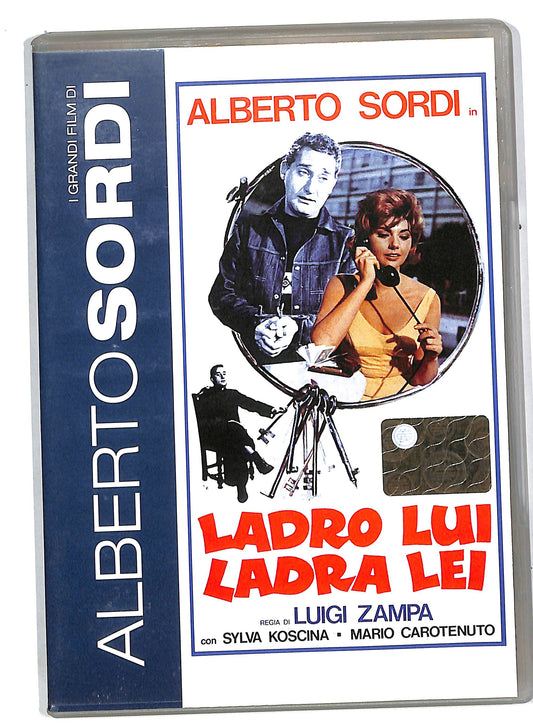 I GRANDI FILM DI
ALBERTO SORDI
ALBERTO SORDI in
LADRO LUI
LADRA LEI
REGIA DI LUIGI ZAMPA
con SYLVA KOSCINA • MARIO CAROTENUTO